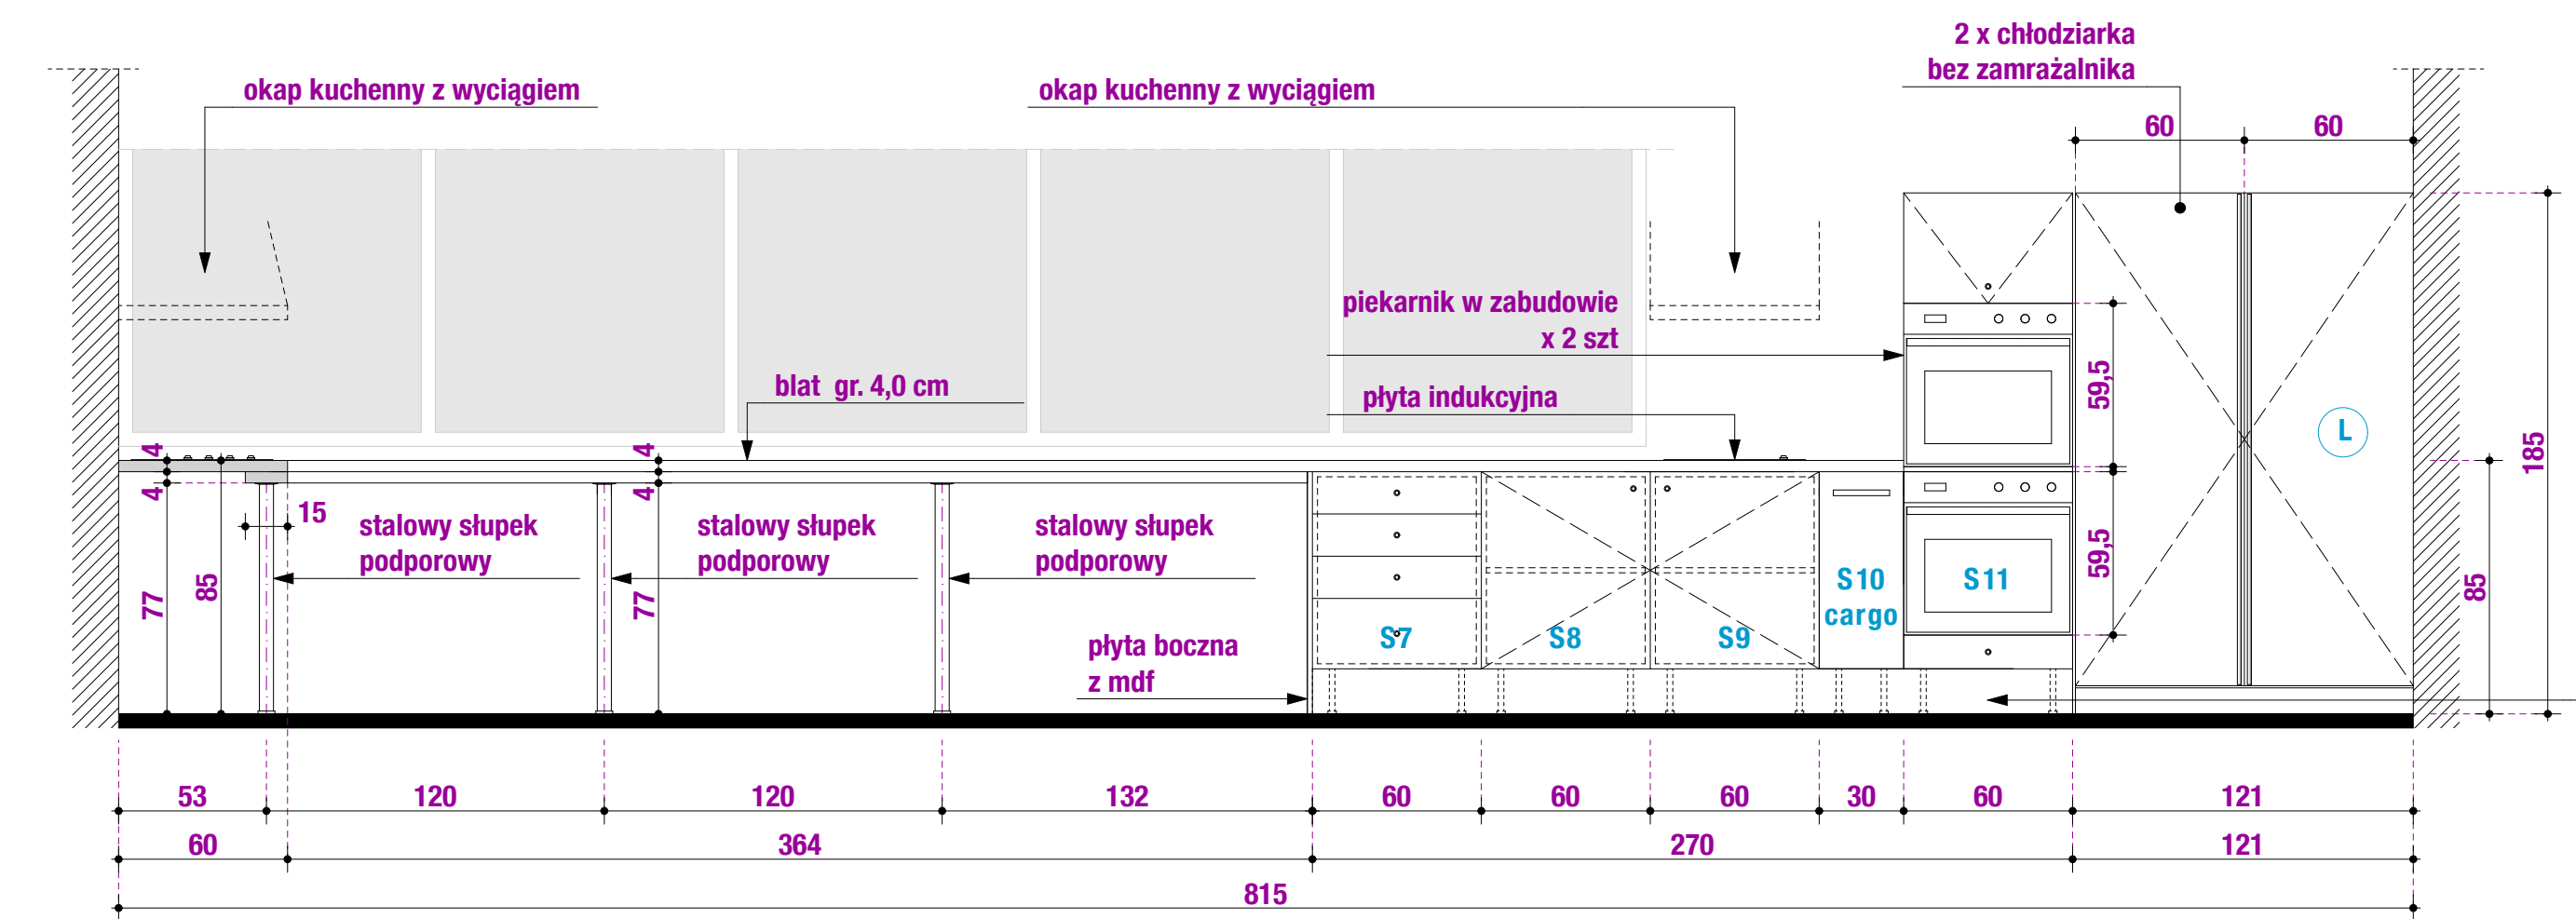 2 x chłodziarka
bez zamrażalnika
okap kuchenny z wyciągiem
okap kuchenny z wyciągiem
60
60
piekarnik w zabudowie
x 2 szt
blat gr. 4,0 cm
płyta indukcyjna
59,5
L
185
4
4
4
4
15
stalowy słupek
podporowy
stalowy słupek
podporowy
stalowy słupek
podporowy
77
85
77
59,5
85
S10
cargo
S11
S7
S8
S9
płyta boczna
z mdf
53
120
120
132
60
60
60
30
60
121
60
364
270
121
815